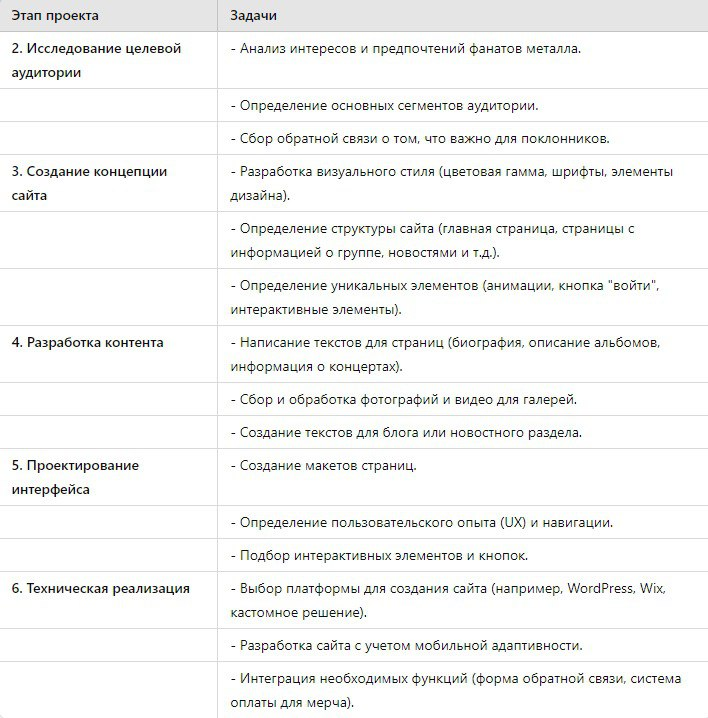 Этап проекта
Задачи
2. Исследование целевой
аудитории
- Анализ интересов и предпочтений фанатов металла.
- Определение основных сегментов аудитории.
- Сбор обратной связи о том, что важно для поклонников.
3. Создание концепции
сайта
- Разработка визуального стиля (цветовая гамма, шрифты, элементы
дизайна).
- Определение структуры сайта (главная страница, страницы с
информацией о группе, новостями и т.д.).
- Определение уникальных элементов (анимации, кнопка "войти",
интерактивные элементы).
4. Разработка контента
- Написание текстов для страниц (биография, описание альбомов,
информация о концертах).
- Сбор и обработка фотографий и видео для галерей.
- Создание текстов для блога или новостного раздела.
5. Проектирование
интерфейса
- Создание макетов страниц.
- Определение пользовательского опыта (UX) и навигации.
- Подбор интерактивных элементов и кнопок.
6. Техническая реализация
- Выбор платформы для создания сайта (например, WordPress, Wix,
кастомное решение).
- Разработка сайта с учетом мобильной адаптивности.
- Интеграция необходимых функций (форма обратной связи, система
оплаты для мерча).